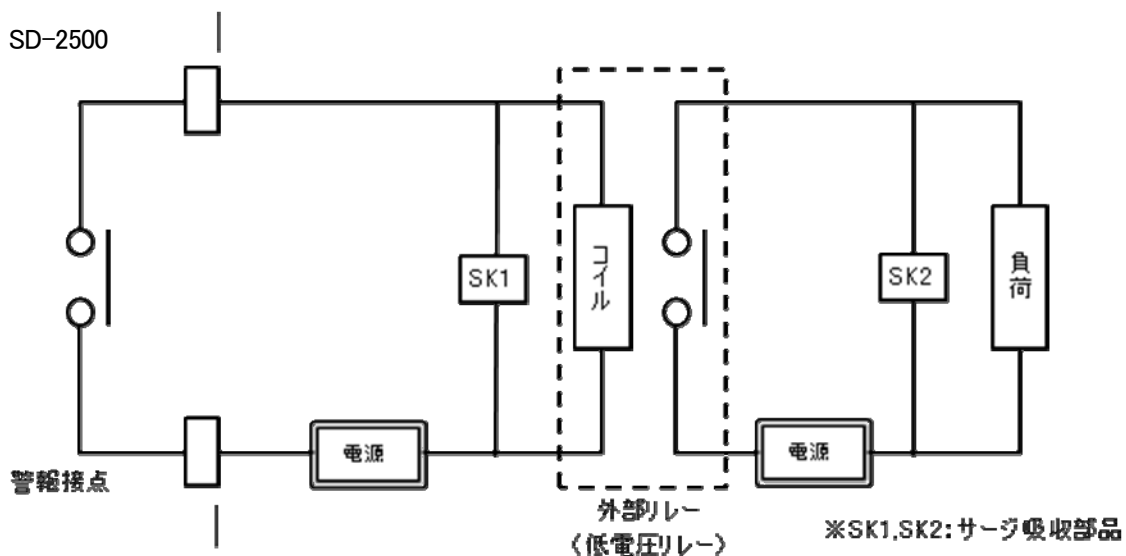 SD-2500
SK1
コイル
SK2
負荷
電源
電源
警報接点
外部リレー
（低電圧リレー）
※SK1,SK2:サージ吸収部品